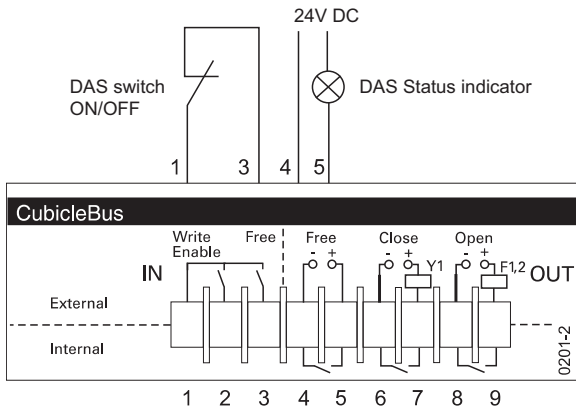 24V DC
DAS switch
ON/OFF
DAS Status indicator
1 3 4 5
CubicleBus
Write
Enable
Free
Free
Close
Open
- + - + - +
IN
Y1
F1,2
OUT
External
Internal
0201-2
1 2 3 4 5 6 7 8 9